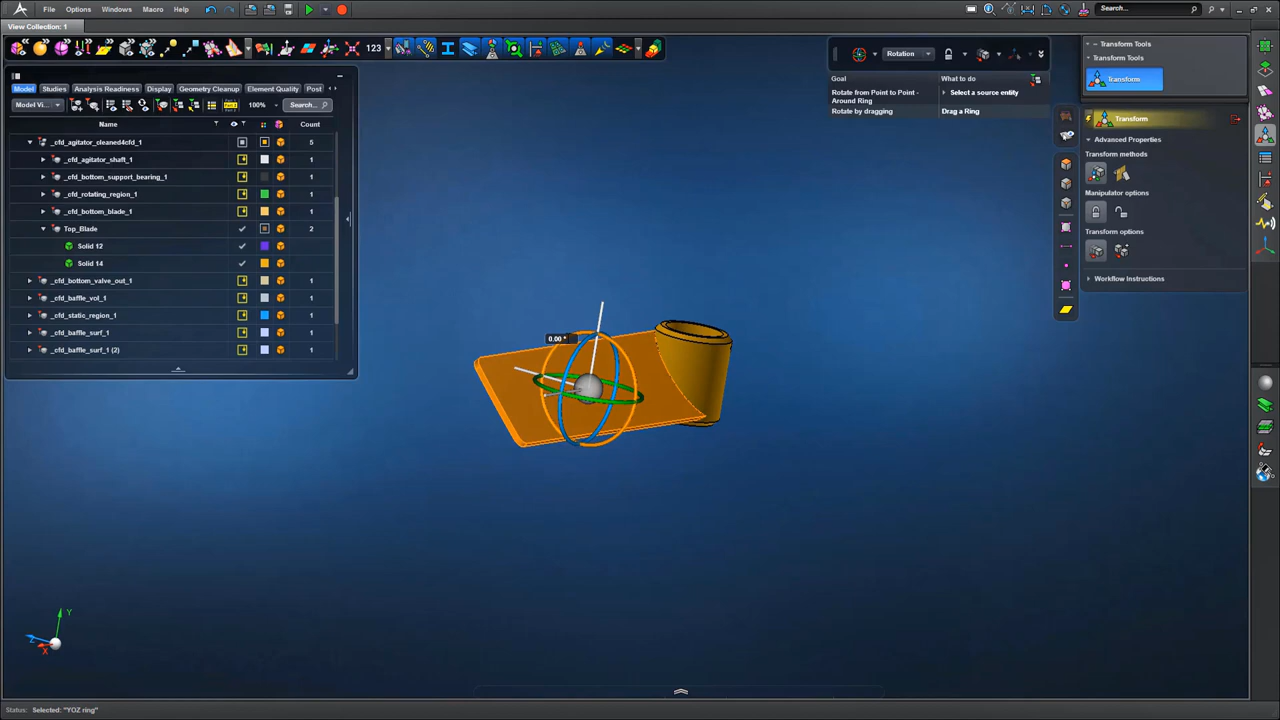 File Options Windows Macro Help
Search...
View Collection: 1
123
Model Studies Analysis Readiness Display Geometry Cleanup Element Quality Post
Model Vi... 100% Search...
Name Count
_cfd_agitator_cleaned4cfd_1 5
_cfd_agitator_shaft_1 1
_cfd_bottom_support_bearing_1 1
_cfd_rotating_region_1 1
_cfd_bottom_blade_1 1
Top_Blade 2
Solid 12
Solid 14
_cfd_bottom_valve_out_1 1
_cfd_baffle_vol_1 1
_cfd_static_region_1 1
_cfd_baffle_surf_1 1
_cfd_baffle_surf_1 (2) 1
Rotation
Goal What to do
Rotate from Point to Point - Select a source entity
Around Ring
Rotate by dragging Drag a Ring
Transform Tools
Transform Tools
Transform
Transform
Advanced Properties
Transform methods
Manipulator options
Transform options
Workflow Instructions
0.00 °
Y
Z
X
Status: Selected: "YOZ ring"